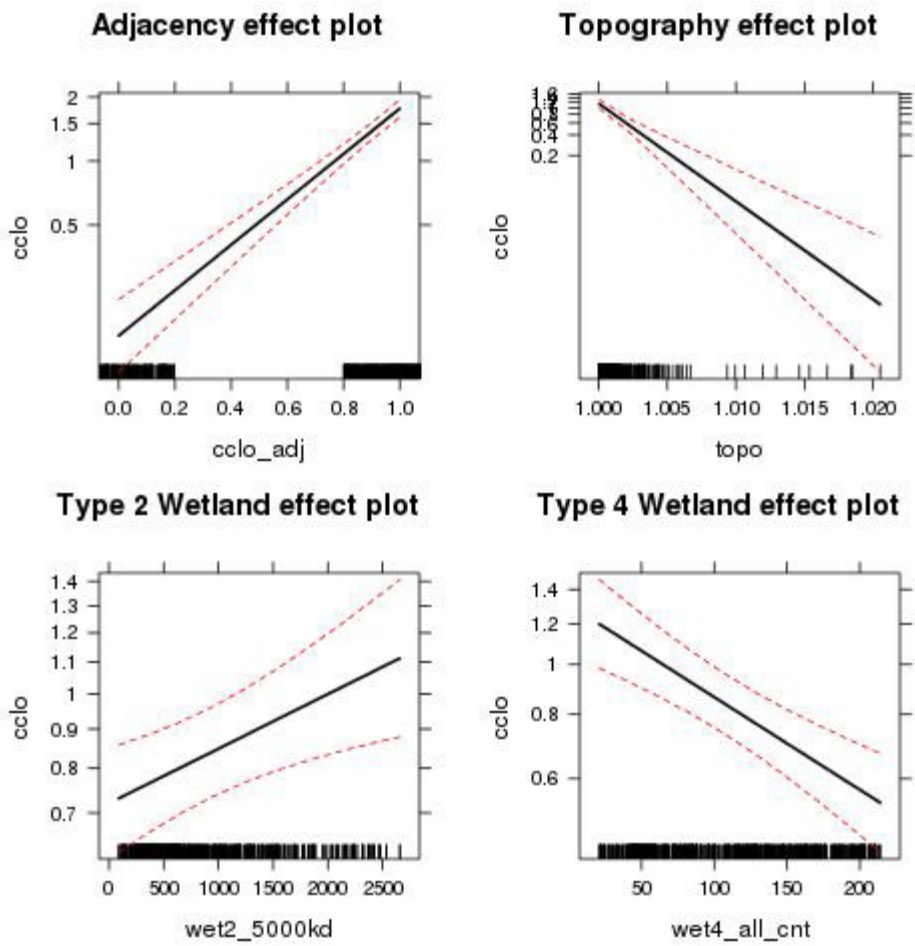 Adjacency effect plot
Topography effect plot
cclo
2
1.5
1
0.5
0.0 0.2 0.4 0.6 0.8 1.0
cclo_adj
cclo
0.4
0.2
1.000 1.005 1.010 1.015 1.020
topo
Type 2 Wetland effect plot
Type 4 Wetland effect plot
cclo
1.4
1.3
1.2
1.1
1
0.9
0.8
0.7
0 500 1000 1500 2000 2500
wet2_5000kd
cclo
1.4
1.2
1
0.8
0.6
50 100 150 200
wet4_all_cnt